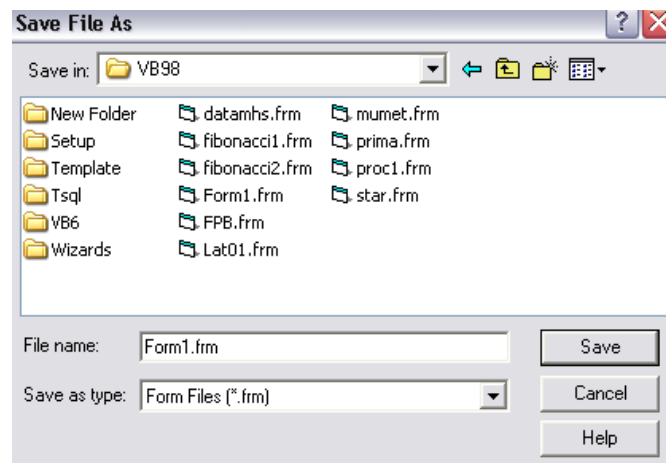 Save File As
Save in: VB98
New Folder datamhs.frm mumet.frm
Setup fibonacci1.frm prima.frm
Template fibonacci2.frm proc1.frm
Tsql Form1.frm star.frm
VB6 FPB.frm
Wizards Lat01.frm
File name: Form1.frm Save
Save as type: Form Files (*.frm) Cancel
Help